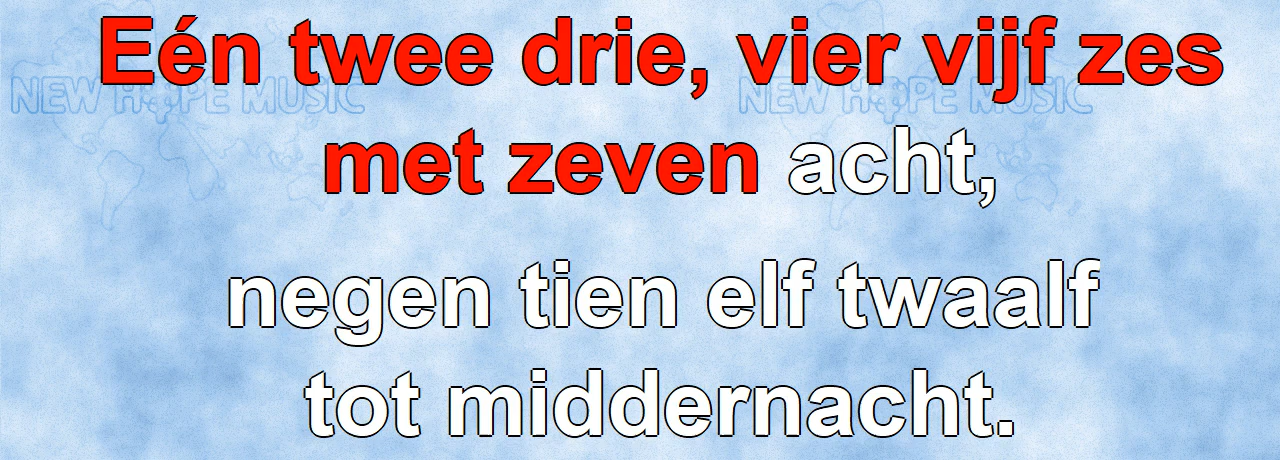 Eén twee drie, vier vijf zes
NEW HOPE MUSIC NEW HOPE MUSIC
met zeven acht,
negen tien elf twaalf
tot middernacht.